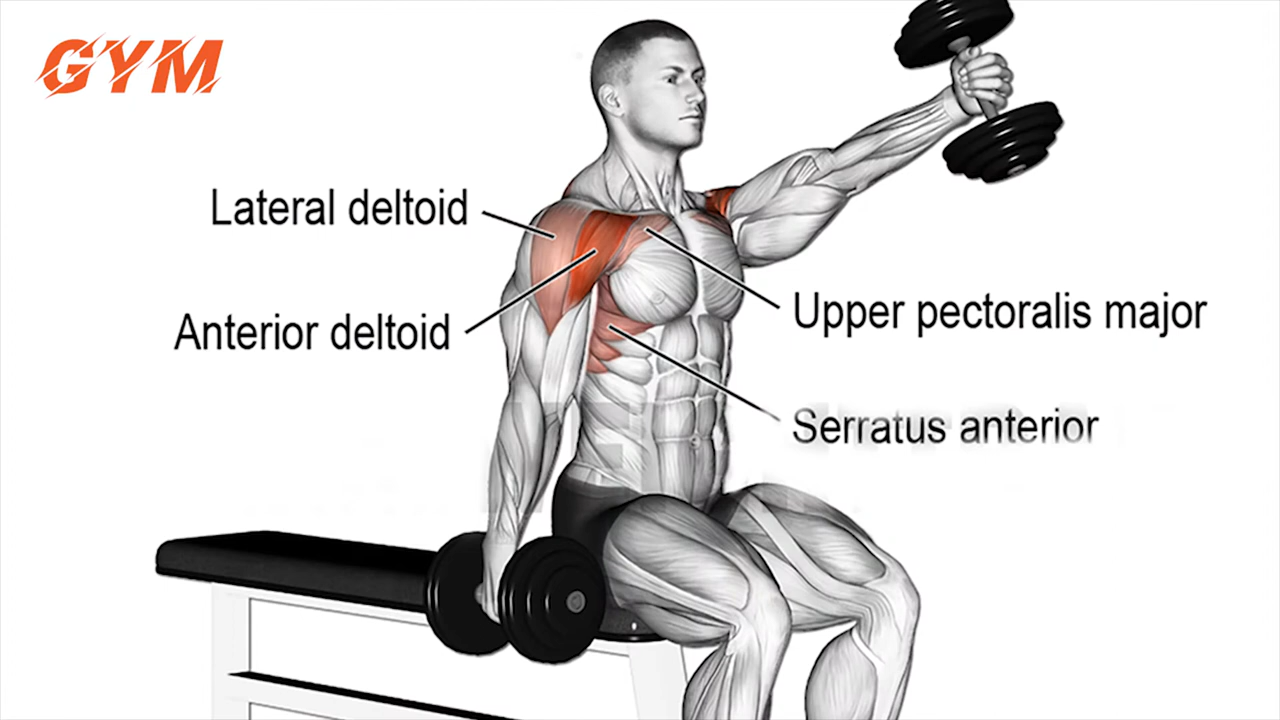 GYM
Lateral deltoid
Anterior deltoid
Upper pectoralis major
Serratus anterior